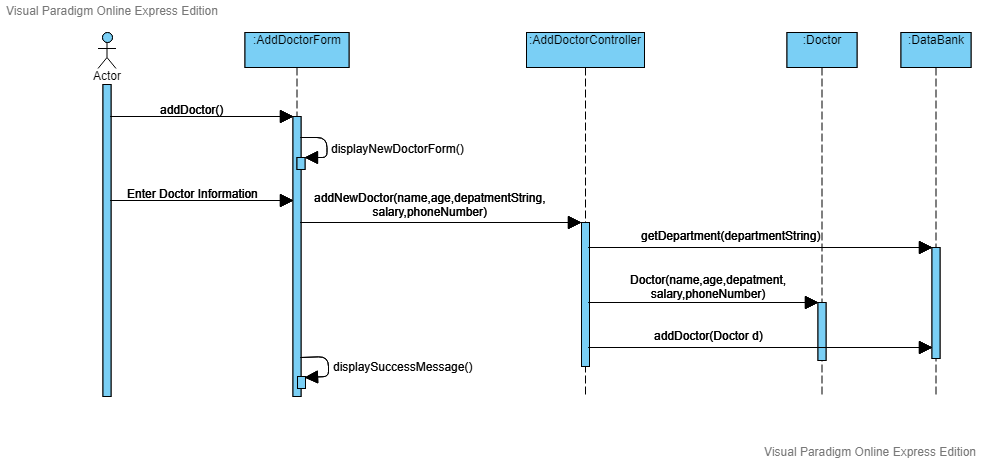 Visual Paradigm Online Express Edition
:AddDoctorForm
:AddDoctorController
:Doctor
:DataBank
Actor
addDoctor()
displayNewDoctorForm()
Enter Doctor Information
addNewDoctor(name,age,depatmentString,
salary,phoneNumber)
getDepartment(departmentString)
Doctor(name,age,depatment,
salary,phoneNumber)
addDoctor(Doctor d)
displaySuccessMessage()
Visual Paradigm Online Express Edition